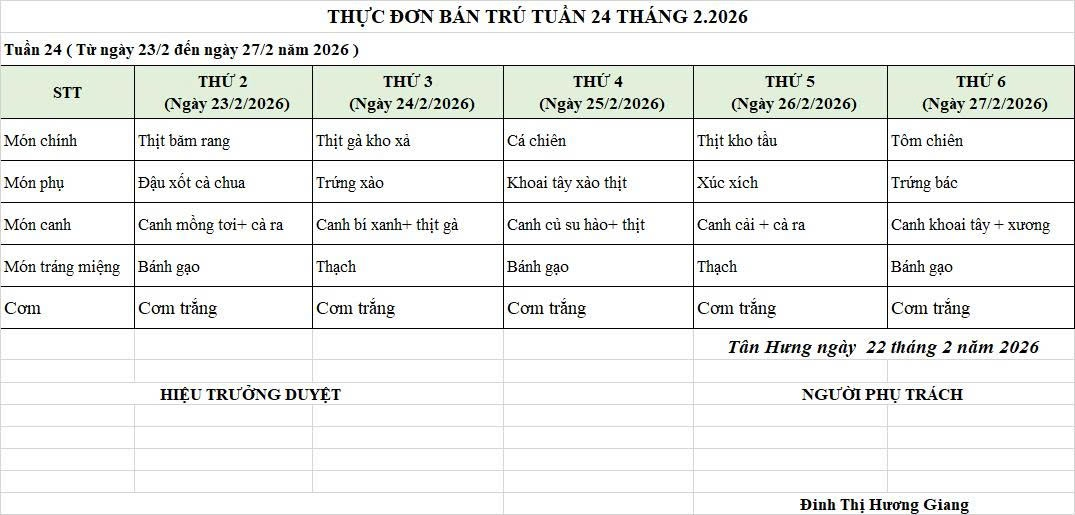 THỰC ĐƠN BÁN TRÚ TUẦN 24 THÁNG 2.2026
Tuần 24 ( Từ ngày 23/2 đến ngày 27/2 năm 2026 )
STT THỨ 2 (Ngày 23/2/2026) THỨ 3 (Ngày 24/2/2026) THỨ 4 (Ngày 25/2/2026) THỨ 5 (Ngày 26/2/2026) THỨ 6 (Ngày 27/2/2026)
Món chính Thịt băm rang Thịt gà kho xả Cá chiên Thịt kho tầu Tôm chiên
Món phụ Đậu xốt cà chua Trứng xào Khoai tây xào thịt Xúc xích Trứng bác
Món canh Canh mồng tơi+ cà ra Canh bí xanh+ thịt gà Canh củ su hào+ thịt Canh cải + cà ra Canh khoai tây + xương
Món tráng miệng Bánh gạo Thạch Bánh gạo Thạch Bánh gạo
Cơm Cơm trắng Cơm trắng Cơm trắng Cơm trắng Cơm trắng
Tân Hưng ngày 22 tháng 2 năm 2026
HIỆU TRƯỞNG DUYỆT NGƯỜI PHỤ TRÁCH
Đinh Thị Hương Giang